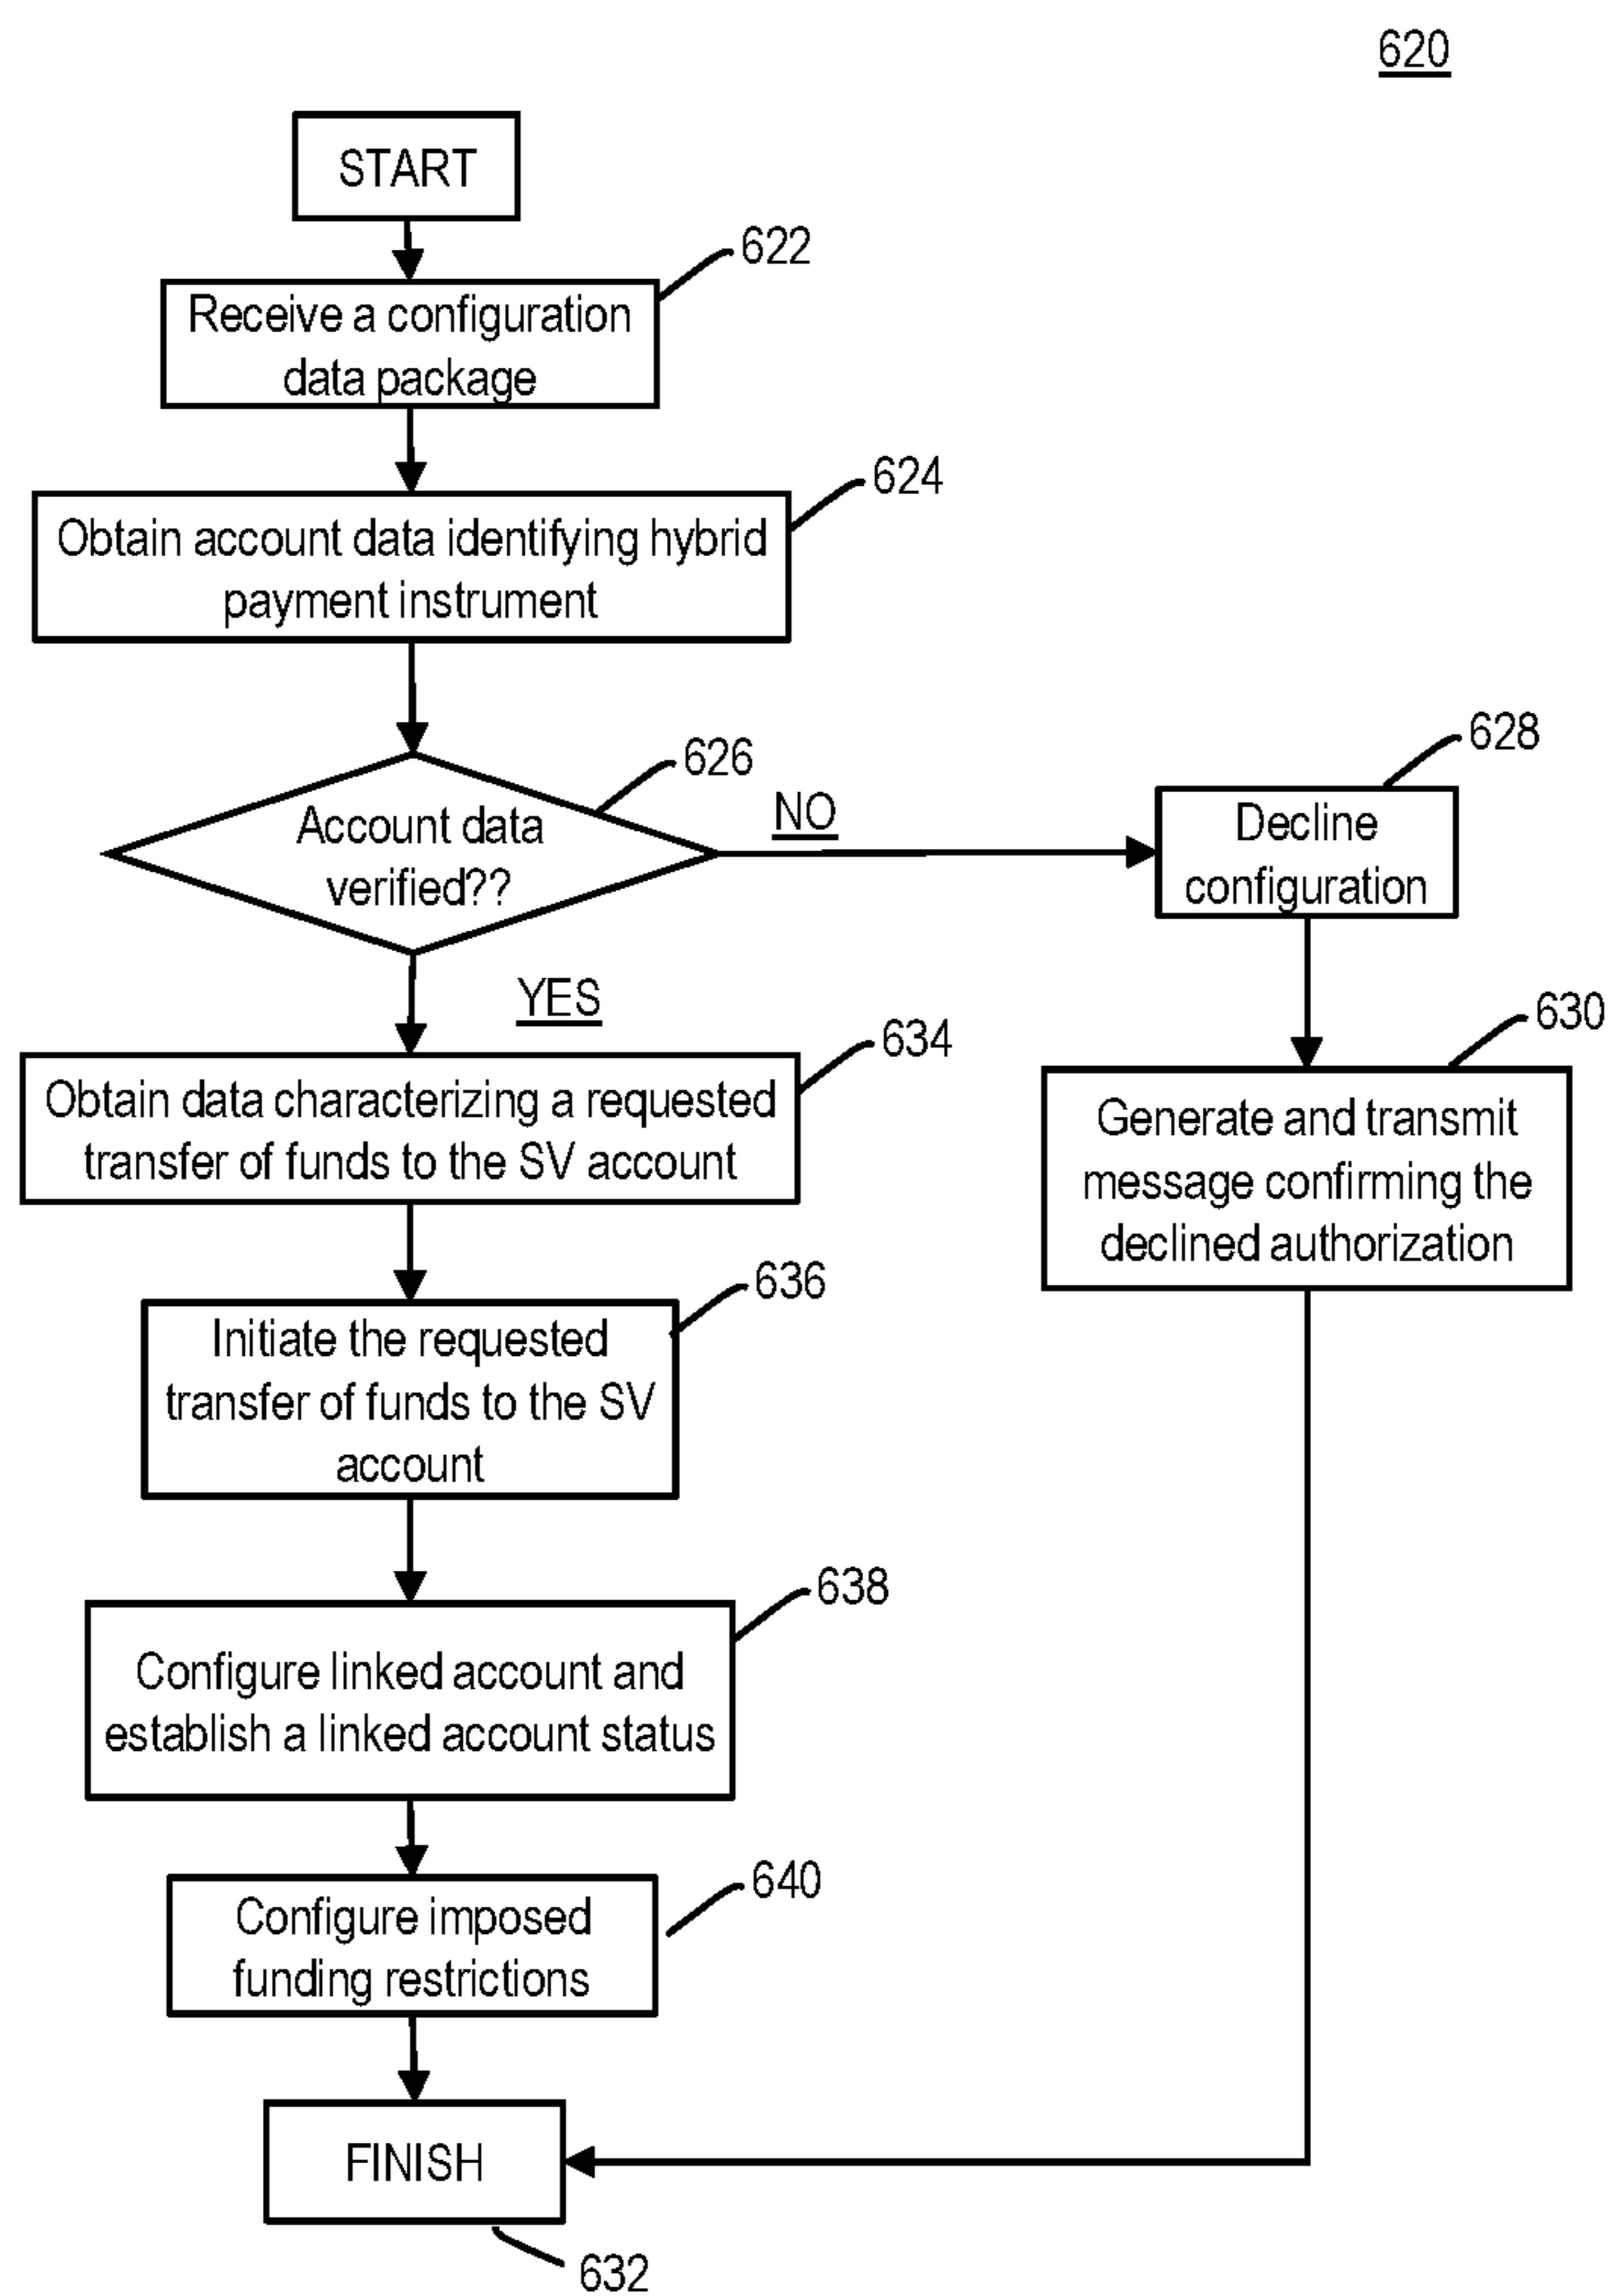 620
START
622
Receive a configuration
data package
624
Obtain account data identifying hybrid
payment instrument
626
Account data
verified??
NO
628
Decline
configuration
YES
630
Generate and transmit
message confirming the
declined authorization
634
Obtain data characterizing a requested
transfer of funds to the SV account
636
Initiate the requested
transfer of funds to the SV
account
638
Configure linked account and
establish a linked account status
640
Configure imposed
funding restrictions
FINISH
632